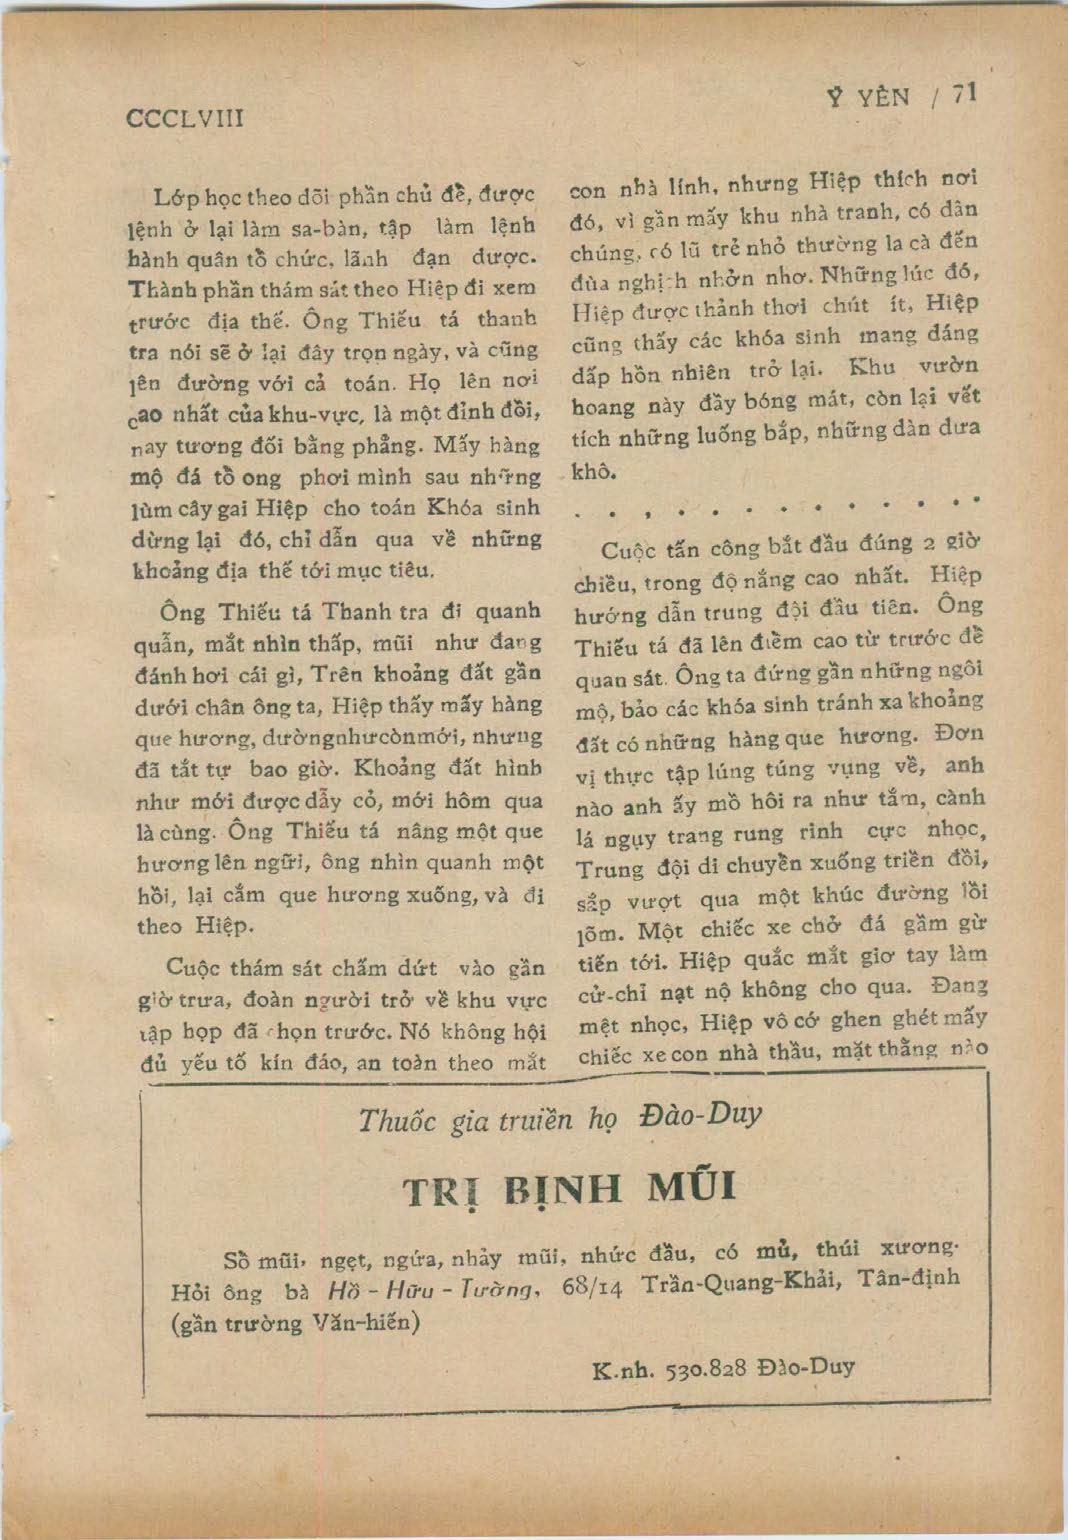 CCCLVIII
Ỹ YÊN / 71
Lớp học theo dõi phần chủ đề, được
lệnh ở lại làm sa-bàn, tập làm lệnh
hành quân tổ chức, lãnh đạn dược.
Thành phần thám sát theo Hiệp đi xem
trước địa thế. Ông Thiếu tá thanh
tra nói sẽ ở lại đây trọn ngày, và cũng
lên đường với cả toán. Họ lên nơi
cao nhất của khu-vực, là một đỉnh đồi,
nay tương đối bằng phẳng. Mấy hàng
mộ đá tổ ong phơi mình sau những
lùm cây gai Hiệp cho toán Khóa sinh
dừng lại đó, chỉ dẫn qua về những
khoảng địa thế tới mục tiêu.
Ông Thiếu tá Thanh tra đi quanh
quẩn, mắt nhìn thấp, mũi như đang
đánh hơi cái gì, Trên khoảng đất gần
dưới chân ông ta, Hiệp thấy mấy hàng
que hương, dườngnhưcònmới, nhưng
đã tắt tự bao giờ. Khoảng đất hình
như mới được dẫy cỏ, mới hôm qua
là cùng. Ông Thiếu tá nâng một que
hương lên ngửi, ông nhìn quanh một
hồi, lại cắm que hương xuống, và đi
theo Hiệp.
Cuộc thám sát chấm dứt vào gần
giờ trưa, đoàn người trở về khu vực
tập họp đã chọn trước. Nó không hội
đủ yếu tố kín đáo, an toàn theo mắt
con nhà lính, nhưng Hiệp thích nơi
đó, vì gần mấy khu nhà tranh, có dân
chúng, có lũ trẻ nhỏ thường la cà đến
đùa nghịch nhởn nhơ. Những lúc đó,
Hiệp được thảnh thơi chút ít, Hiệp
cũng thấy các khóa sinh mang dáng
dấp hồn nhiên trở lại. Khu vườn
hoang này đầy bóng mát, còn lại vết
tích những luống bắp, những dàn dưa
khô.
. . , . . . . . . . . . .
Cuộc tấn công bắt đầu đúng 2 giờ
chiều, trong độ nắng cao nhất. Hiệp
hướng dẫn trung đội đầu tiên. Ông
Thiếu tá đã lên điểm cao từ trước để
quan sát. Ông ta đứng gần những ngôi
mộ, bảo các khóa sinh tránh xa khoảng
đất có những hàng que hương. Đơn
vị thực tập lúng túng vụng về, anh
nào anh ấy mồ hôi ra như tắm, cành
lá ngụy trang rung rinh cực nhọc,
Trung đội di chuyển xuống triền đồi,
sắp vượt qua một khúc đường lồi
lõm. Một chiếc xe chở đá gầm gừ
tiến tới. Hiệp quắc mắt giơ tay làm
cử-chỉ nạt nộ không cho qua. Đang
mệt nhọc, Hiệp vô cớ ghen ghét mấy
chiếc xe con nhà thầu, mặt thằng nào
Thuốc gia truyền họ Đào-Duy
TRỊ BỊNH MŨI
Sổ mũi, ngẹt, ngứa, nhảy mũi, nhức đầu, có mủ, thúi xương.
Hỏi ông bà Hồ - Hữu - Tường, 68/14 Trần-Quang-Khải, Tân-định
(gần trường Văn-hiến)
K.nh. 530.828 Đào-Duy